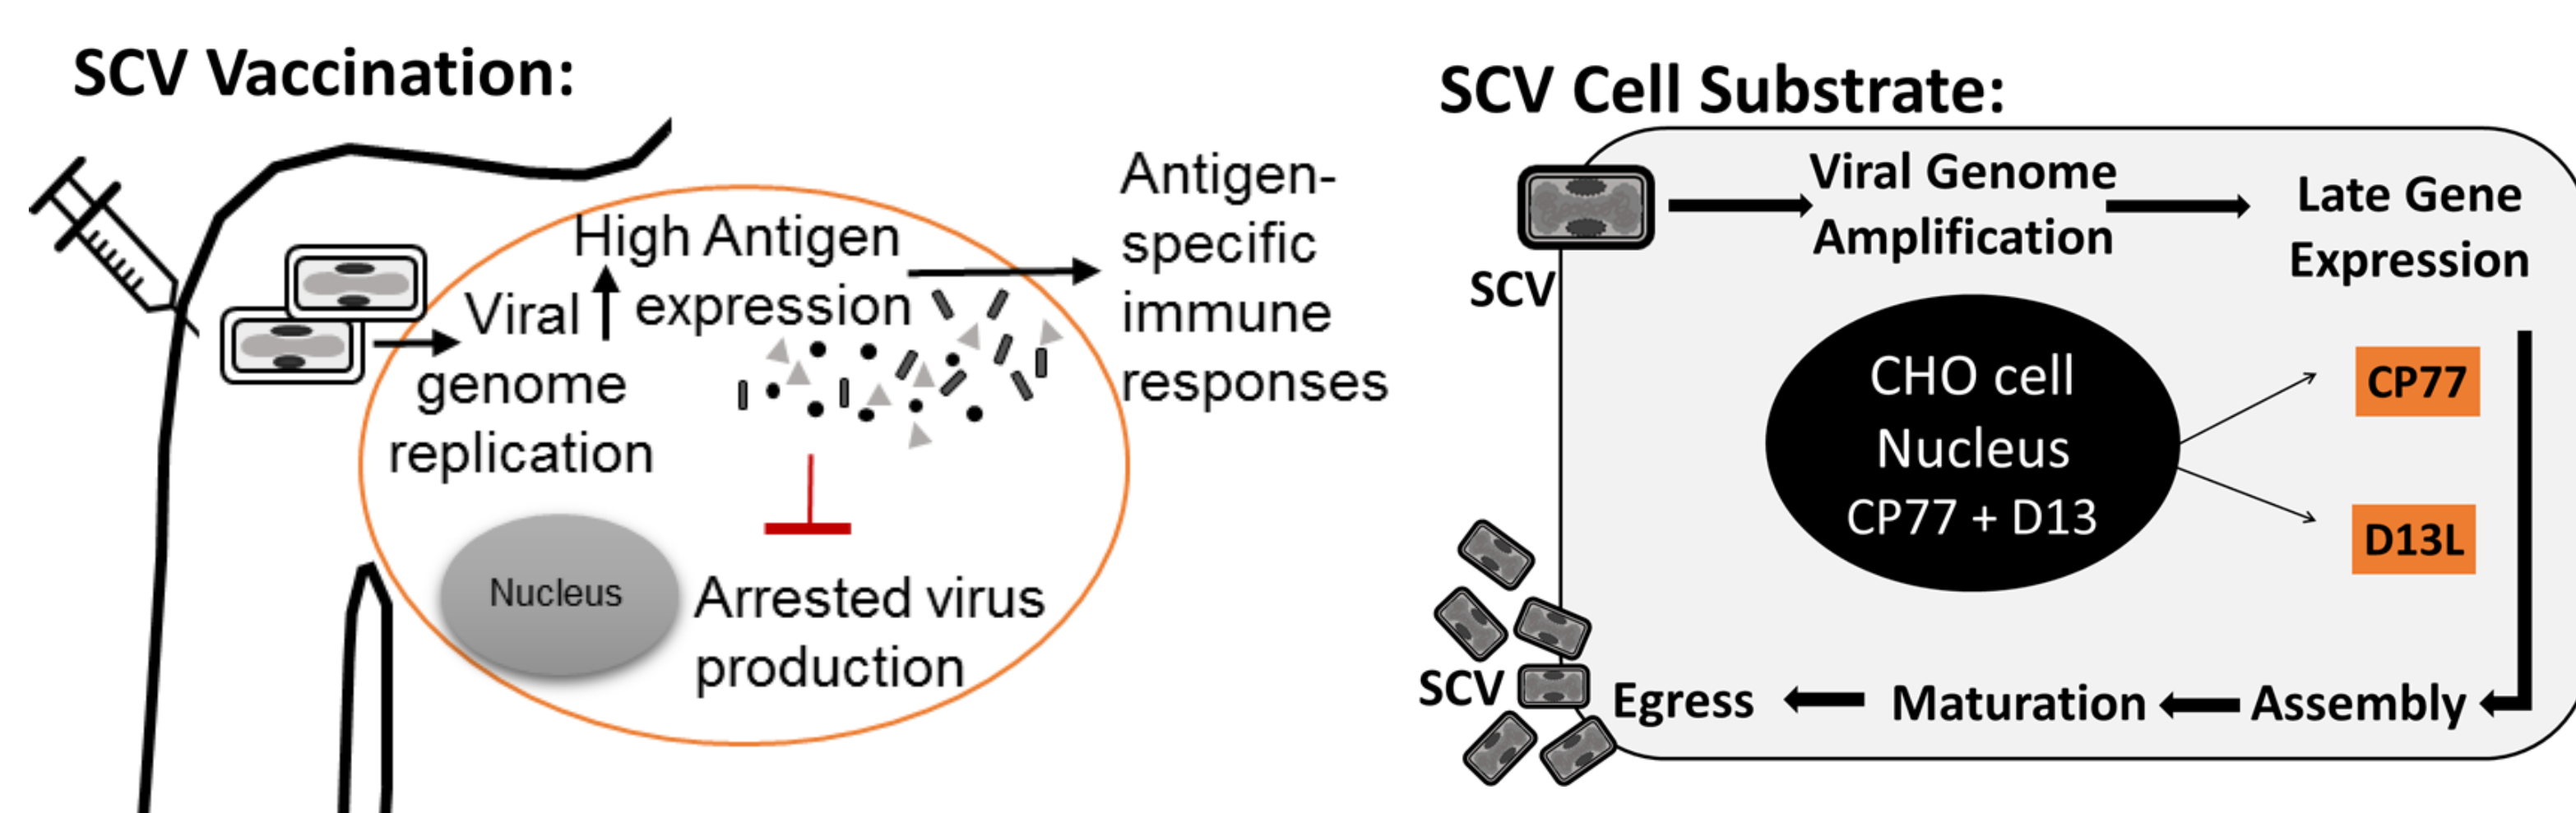 SCV Vaccination:
High Antigen
expression
Viral
genome
replication
Antigen-
specific
immune
responses
Nucleus
Arrested virus
production
SCV Cell Substrate:
SCV
Viral Genome
Amplification
Late Gene
Expression
CHO cell
Nucleus
CP77 + D13
CP77
D13L
SCV
Egress
Maturation
Assembly